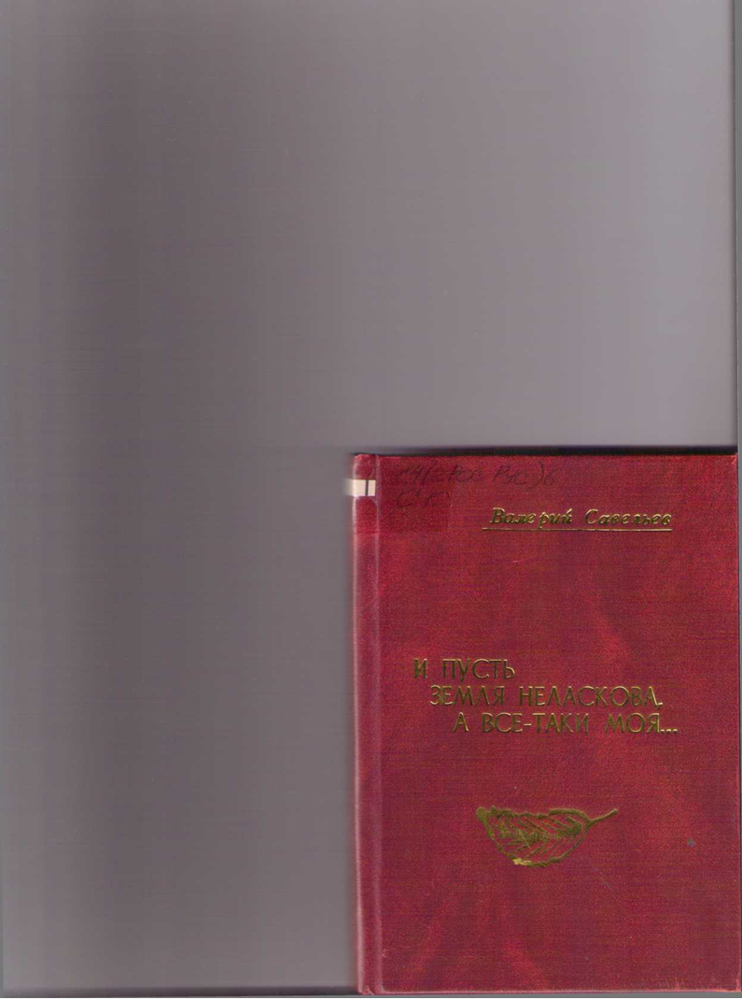 Валерий Савельев
И ПУСТЬ
ЗЕМЛЯ НЕЛАСКОВА,
А ВСЕ-ТАКИ МОЯ...